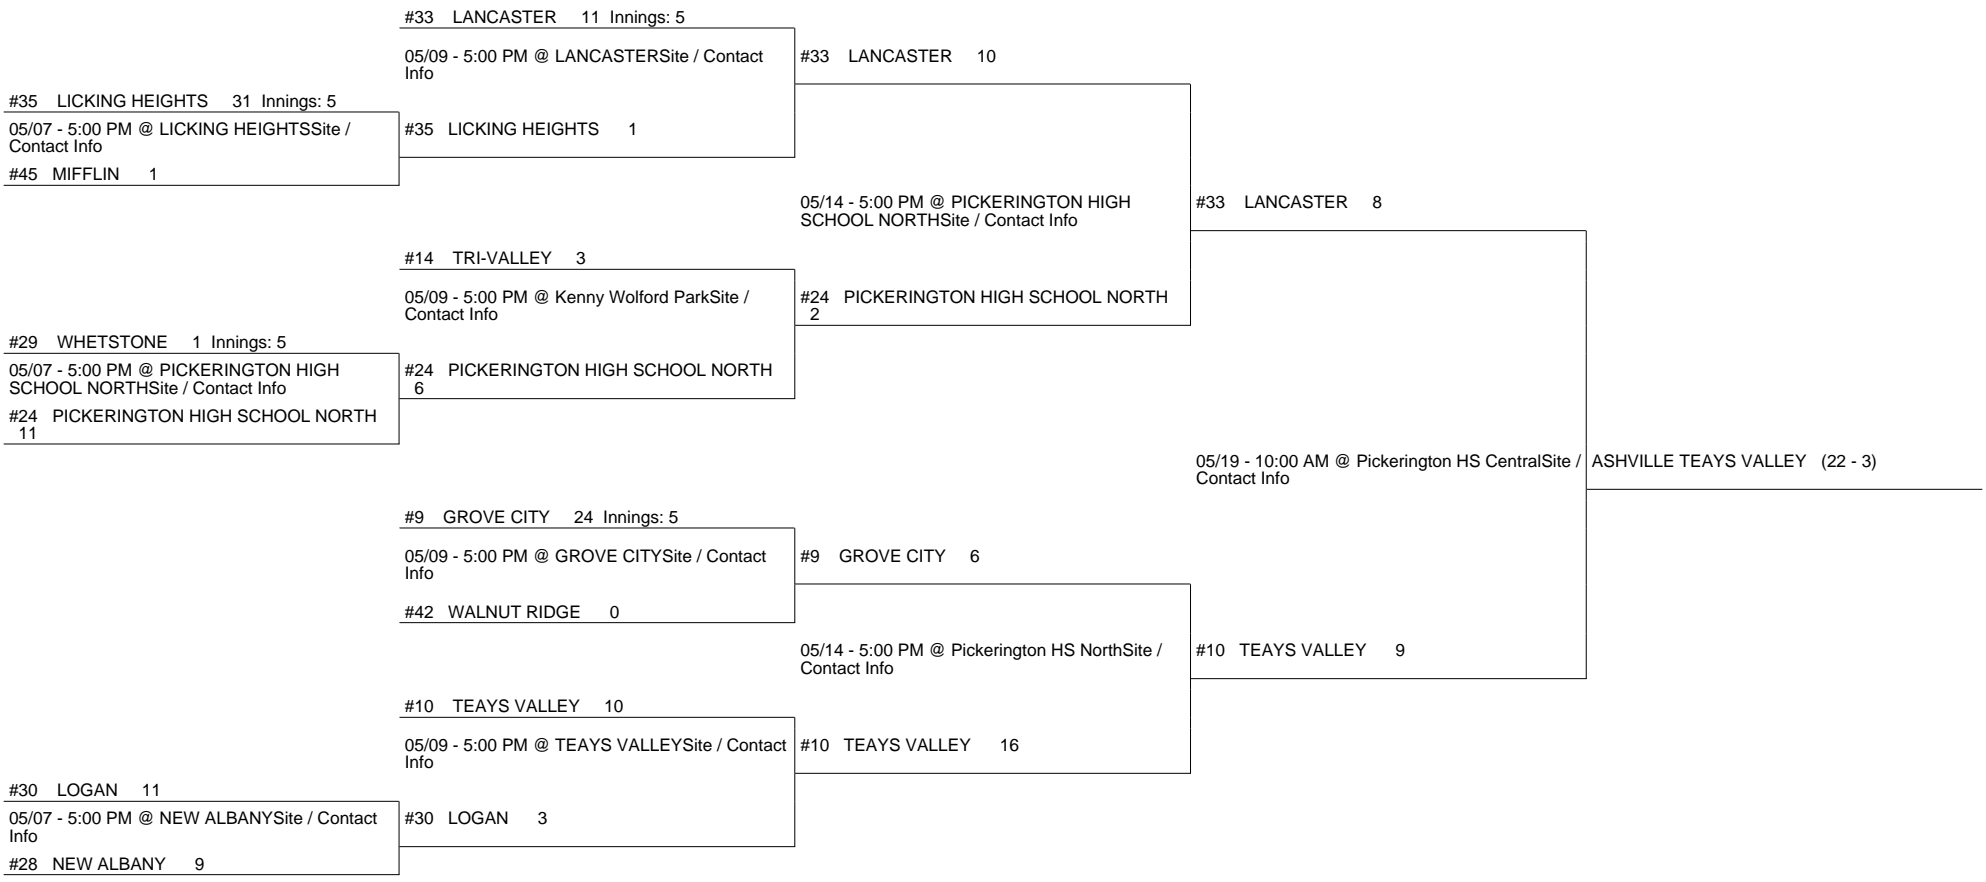 #33 LANCASTER 11 Innings: 5
05/09 - 5:00 PM @ LANCASTERSite / Contact
Info
#33 LANCASTER 10
#35 LICKING HEIGHTS 31 Innings: 5
05/07 - 5:00 PM @ LICKING HEIGHTSSite /
Contact Info
#35 LICKING HEIGHTS 1
#45 MIFFLIN 1
05/14 - 5:00 PM @ PICKERINGTON HIGH
SCHOOL NORTHSite / Contact Info
#33 LANCASTER 8
#14 TRI-VALLEY 3
05/09 - 5:00 PM @ Kenny Wolford ParkSite /
Contact Info
#24 PICKERINGTON HIGH SCHOOL NORTH
2
#29 WHETSTONE 1 Innings: 5
05/07 - 5:00 PM @ PICKERINGTON HIGH
SCHOOL NORTHSite / Contact Info
#24 PICKERINGTON HIGH SCHOOL NORTH
6
#24 PICKERINGTON HIGH SCHOOL NORTH
11
05/19 - 10:00 AM @ Pickerington HS CentralSite /
Contact Info
ASHVILLE TEAYS VALLEY (22 - 3)
#9 GROVE CITY 24 Innings: 5
05/09 - 5:00 PM @ GROVE CITYSite / Contact
Info
#9 GROVE CITY 6
#42 WALNUT RIDGE 0
05/14 - 5:00 PM @ Pickerington HS NorthSite /
Contact Info
#10 TEAYS VALLEY 9
#10 TEAYS VALLEY 10
05/09 - 5:00 PM @ TEAYS VALLEYSite / Contact
Info
#10 TEAYS VALLEY 16
#30 LOGAN 11
05/07 - 5:00 PM @ NEW ALBANYSite / Contact
Info
#30 LOGAN 3
#28 NEW ALBANY 9